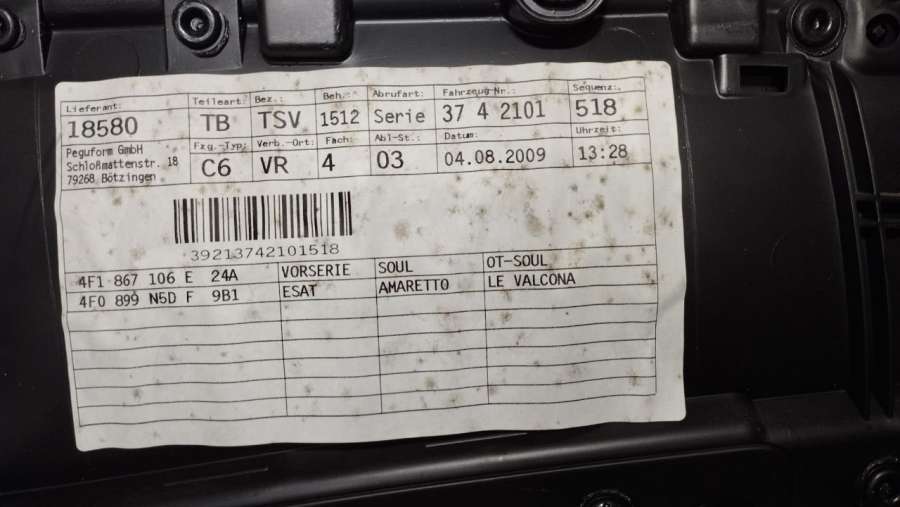 Lieferant: Teileart: Bez.: Beh.: Abrufart: Fahrzeug Nr.: Sequenz.:
18580 TB TSV 1512 Serie 37 4 2101 518
Peguform GmbH
Schloßmattenstr. 18
79268 Bötzingen
Fzg.-Typ: Verb.-Ort: Fach: Abl-St.: Datum: Uhrzeit:
C6 VR 4 03 04.08.2009 13:28
39213742101518
4F1 867 106 E 24A VORSERIE SOUL OT-SOUL
4F0 899 N5D F 9B1 ESAT AMARETTO LE VALCONA